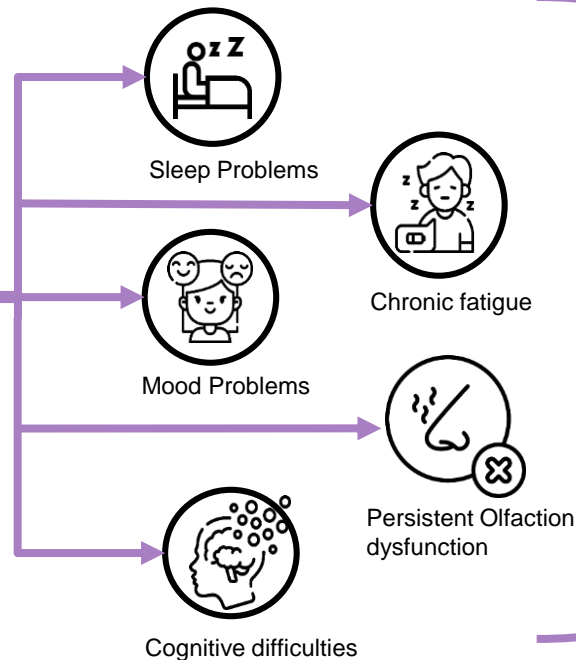 z Z
Sleep Problems
z
z
z
z
Chronic fatigue
Mood Problems
Persistent Olfaction
dysfunction
Cognitive difficulties